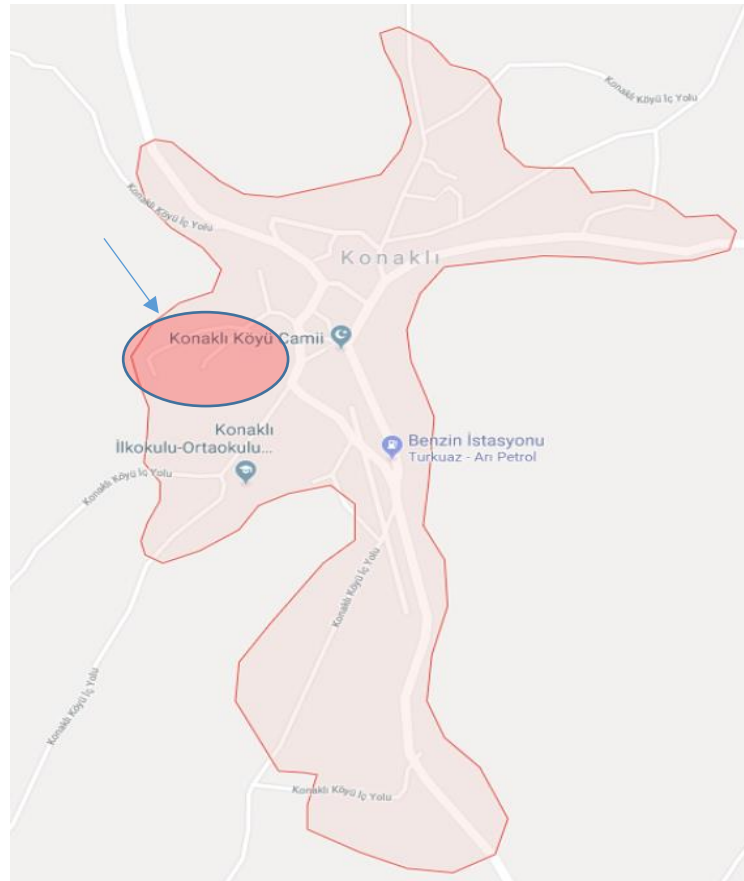 Konaklı Köyü İç Yolu
Konaklı Köyü İç Yolu
Konaklı
Konaklı Köyü Camii
Konaklı
İlkokulu-Ortaokulu...
Benzin İstasyonu
Turkuaz - Arı Petrol
Konaklı Köyü İç Yolu
Konaklı Köyü İç Yolu
Konaklı Köyü İç Yolu
Konaklı Köyü İç Yolu